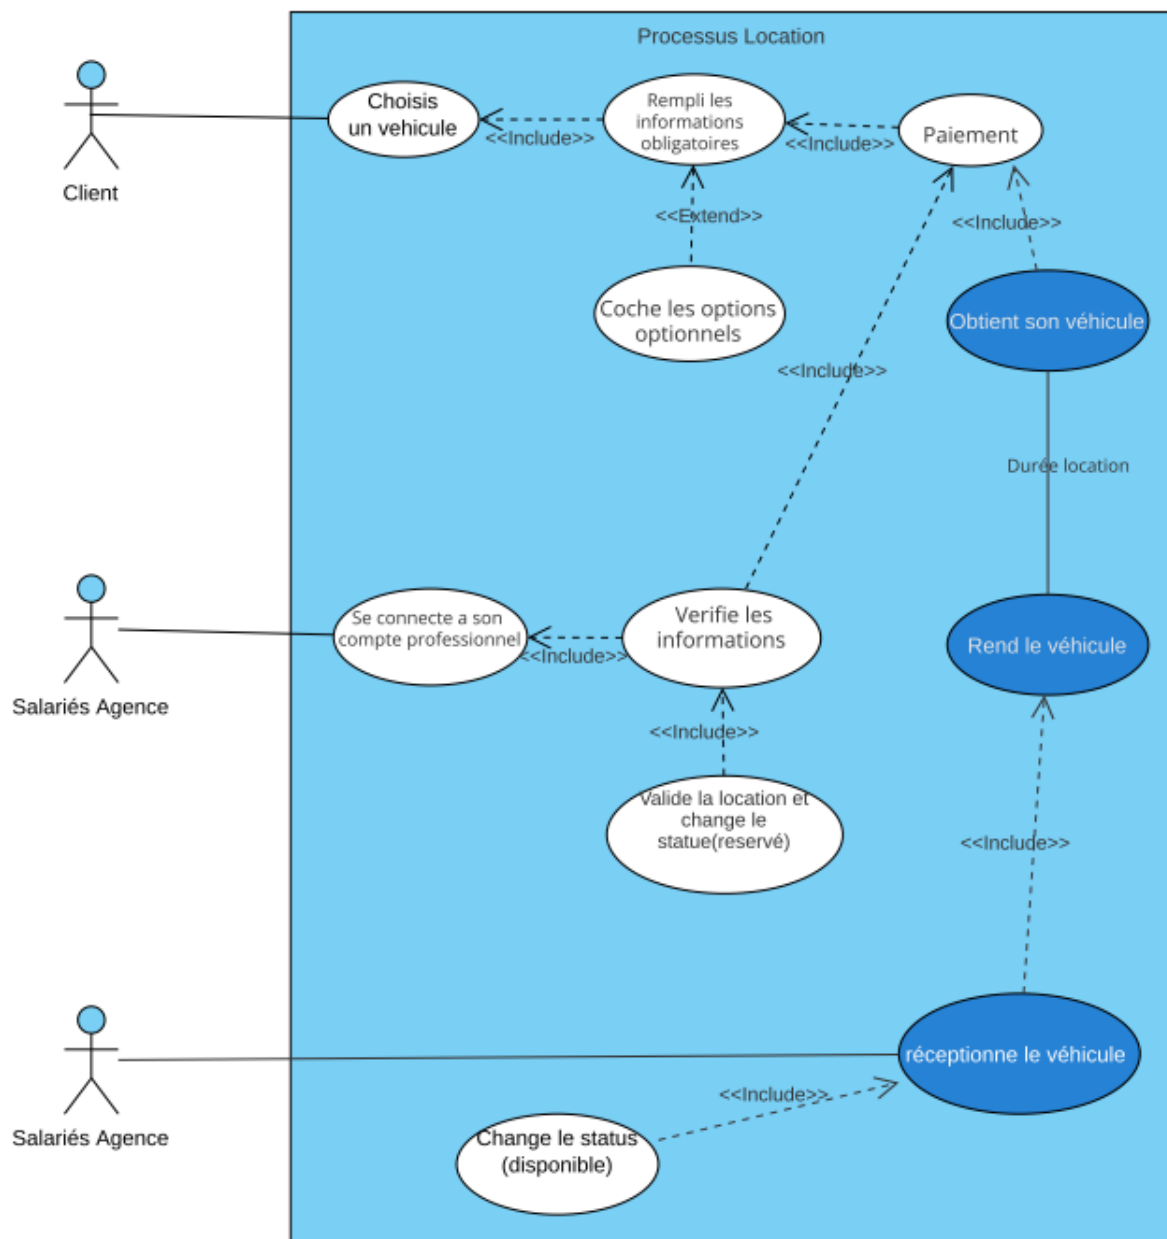 Processus Location
Choisis
un vehicule
<<Include>>
Rempli les
informations
obligatoires
<<Include>>
Paiement
Client
<<Extend>>
<<Include>>
Coche les options
optionnels
Obtient son véhicule
<<Include>>
Durée location
Se connecte a son
compte professionnel
<<Include>>
Verifie les
informations
Rend le véhicule
Salariés Agence
<<Include>>
Valide la location et
change le
statue(reservé)
<<Include>>
réceptionne le véhicule
<<Include>>
Salariés Agence
Change le status
(disponible)